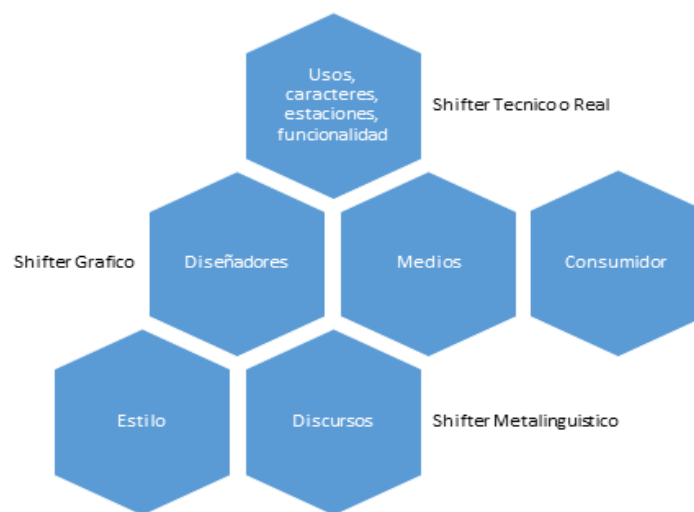 Usos,
caracteres,
estaciones,
funcionalidad
Shifter Tecnico o Real
Shifter Grafico
Diseñadores
Medios
Consumidor
Estilo
Discursos
Shifter Metalinguistico